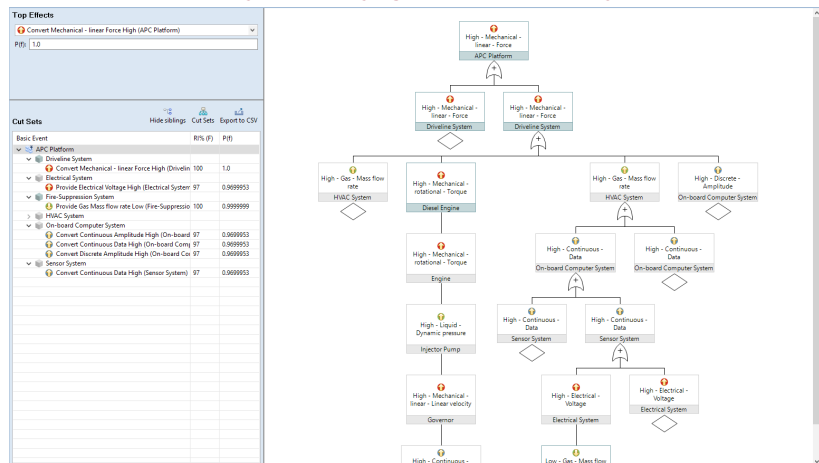 Top Effects
Convert Mechanical - linear Force High (APC Platform)
P(f): 1.0
Cut Sets
Hide siblings Cut Sets Export to CSV
Basic Event RI% (F) P(f)
APC Platform
Driveline System
Convert Mechanical - linear Force High (Drivelin 100 1.0
Electrical System
Provide Electrical Voltage High (Electrical System 97 0.9699953
Fire-Suppression System
Provide Gas Mass flow rate Low (Fire-Suppressio 100 0.9999999
HVAC System
On-board Computer System
Convert Continuous Amplitude High (On-board 97 0.9699953
Convert Continuous Data High (On-board Comp 97 0.9699953
Convert Discrete Amplitude High (On-board Co 97 0.9699953
Sensor System
Convert Continuous Data High (Sensor System) 97 0.9699953
High - Mechanical -
linear - Force
APC Platform
High - Mechanical -
linear - Force
Driveline System
High - Mechanical -
linear - Force
Driveline System
High - Gas - Mass flow
rate
HVAC System
High - Mechanical -
rotational - Torque
Diesel Engine
High - Gas - Mass flow
rate
HVAC System
High - Discrete -
Amplitude
On-board Computer System
High - Mechanical -
rotational - Torque
Engine
High - Continuous -
Data
On-board Computer System
High - Continuous -
Data
On-board Computer System
High - Liquid -
Dynamic pressure
Injector Pump
High - Continuous -
Data
Sensor System
High - Continuous -
Data
Sensor System
High - Mechanical -
linear - Linear velocity
Governor
High - Electrical -
Voltage
Electrical System
High - Electrical -
Voltage
Electrical System
High - Continuous -
Low - Gas - Mass flow